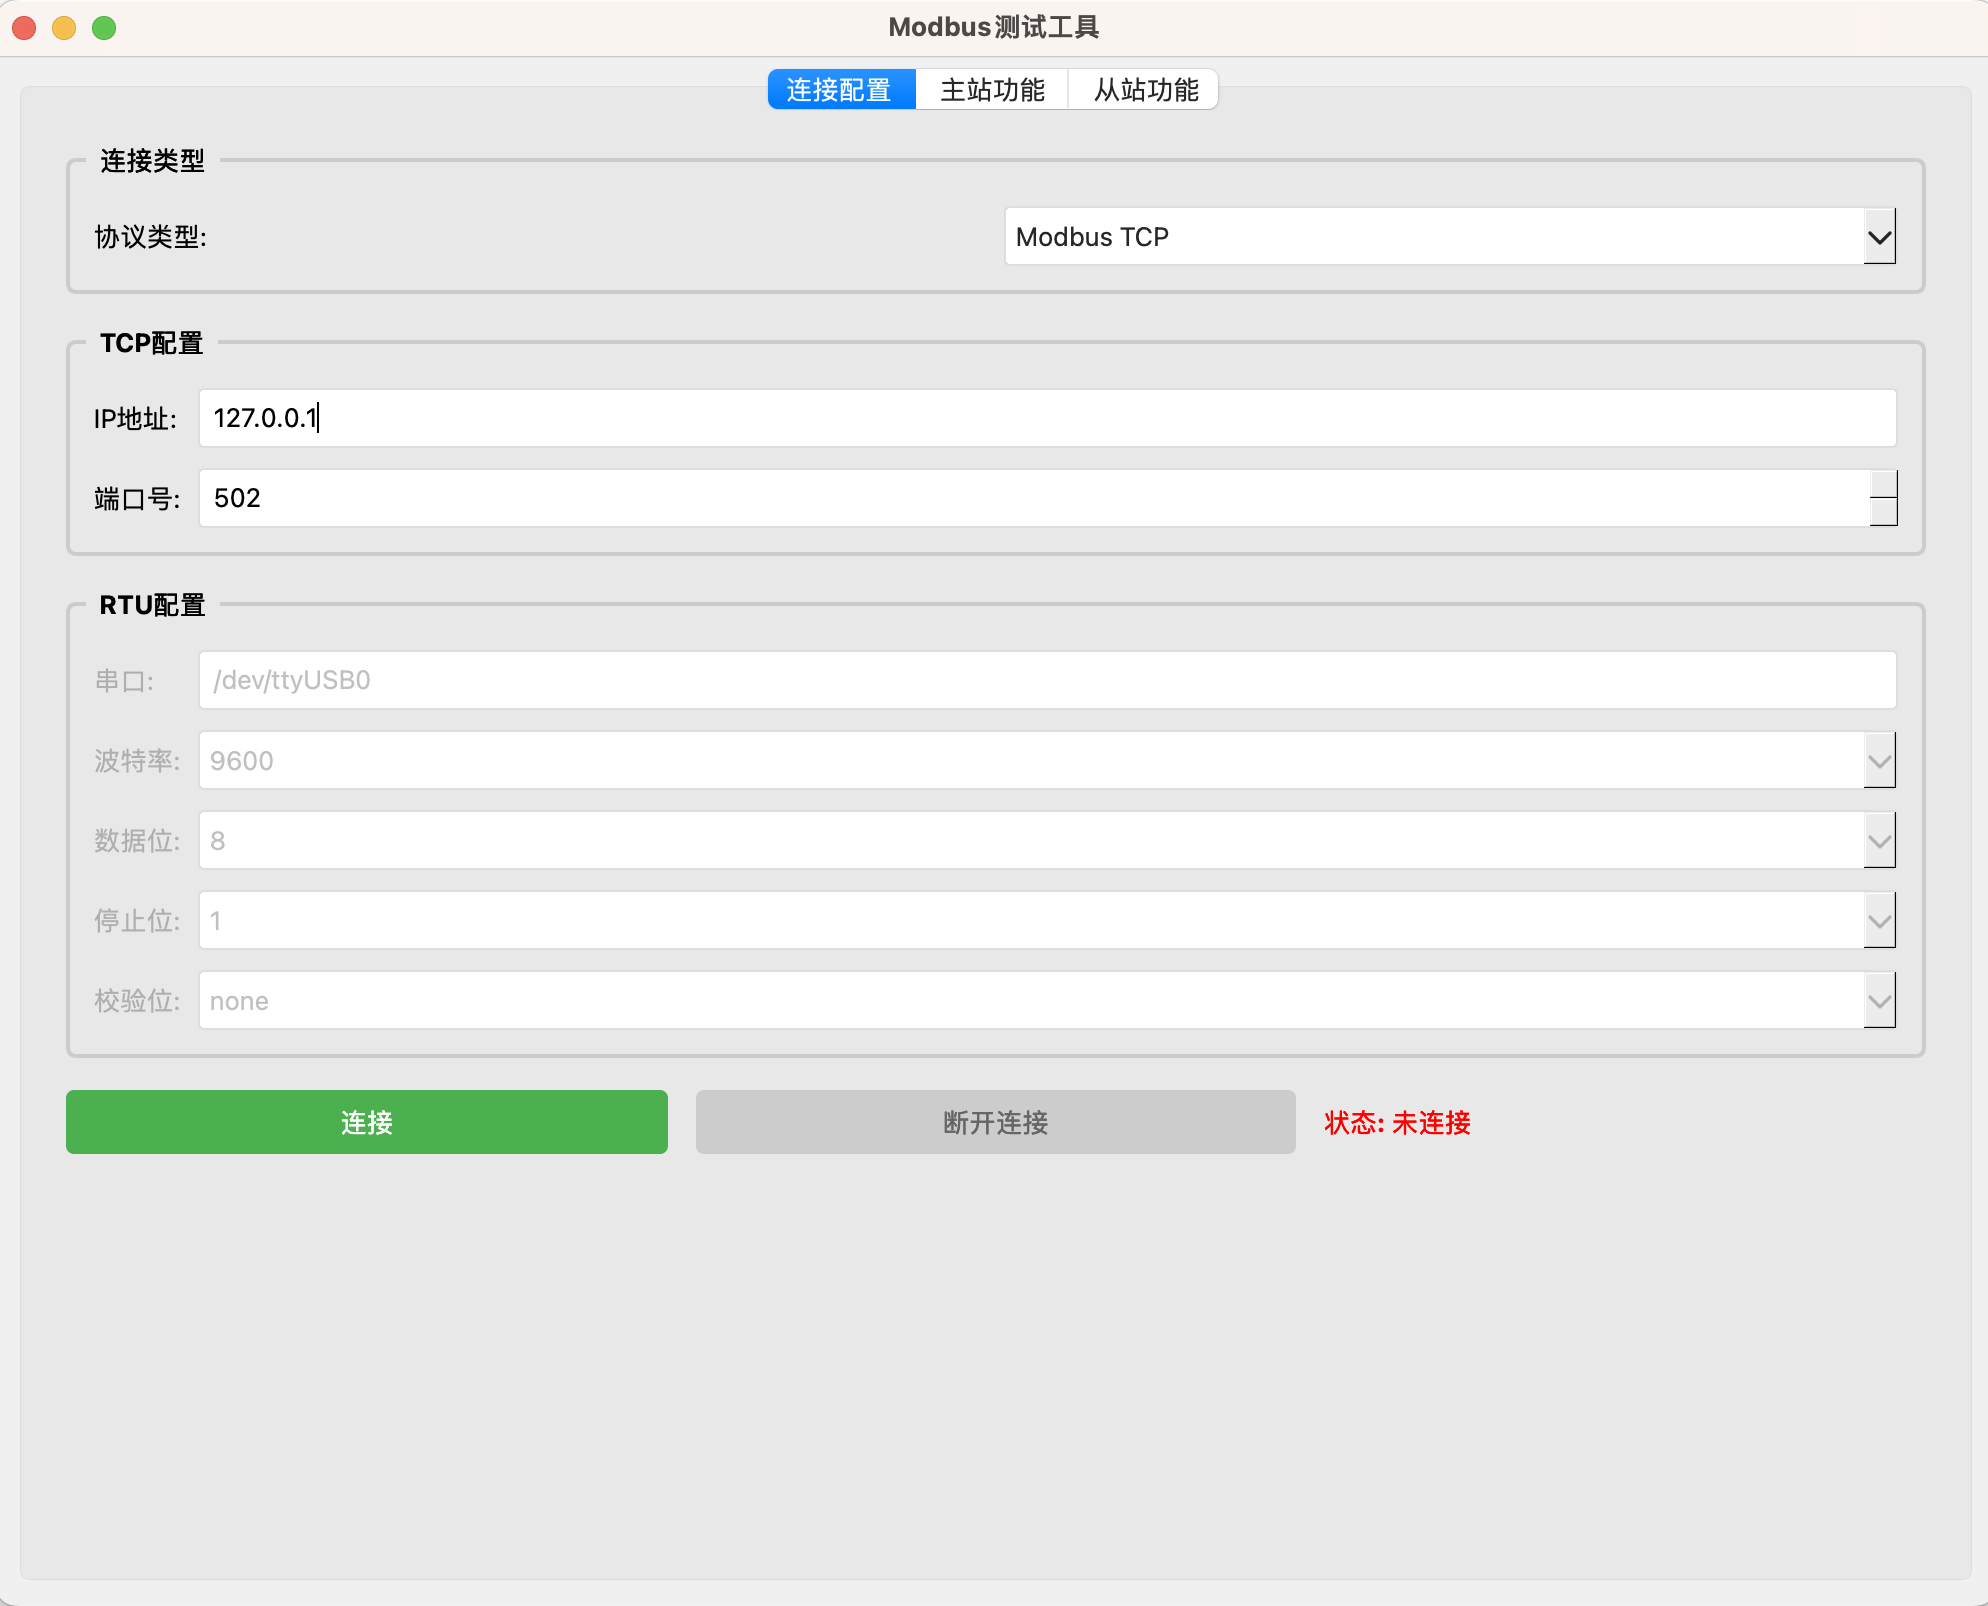 Modbus测试工具
连接配置 主站功能 从站功能
连接类型
协议类型: Modbus TCP
TCP配置
IP地址: 127.0.0.1
端口号: 502
RTU配置
串口: /dev/ttyUSB0
波特率: 9600
数据位: 8
停止位: 1
校验位: none
连接 断开连接 状态: 未连接